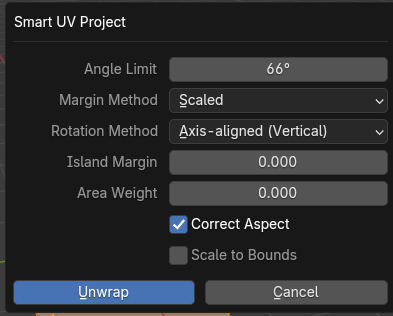 Smart UV Project
Angle Limit 66°
Margin Method Scaled
Rotation Method Axis-aligned (Vertical)
Island Margin 0.000
Area Weight 0.000
Correct Aspect
Scale to Bounds
Unwrap Cancel